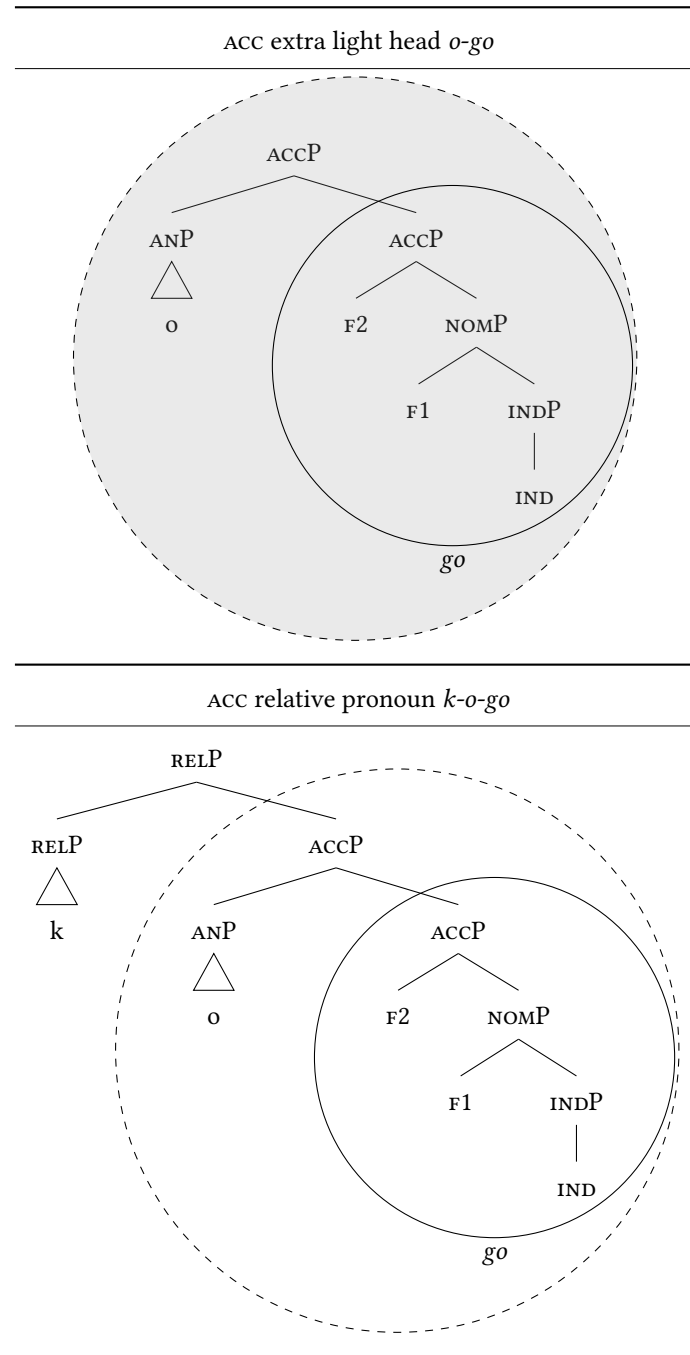 ACC extra light head o-go
ACCP
ANP ACCP
o F2 NOMP
F1 INDP
IND
go
ACC relative pronoun k-o-go
RELP
RELP ACCP
k ANP ACCP
o F2 NOMP
F1 INDP
IND
go